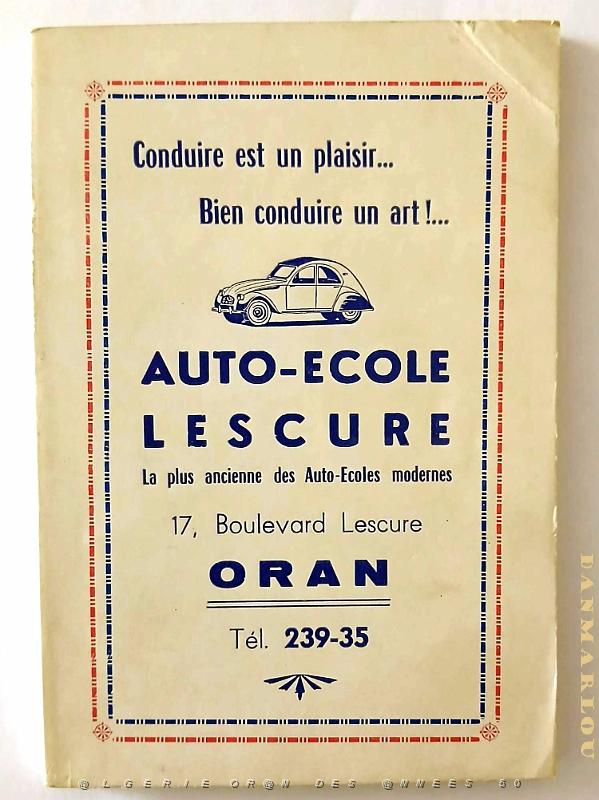 Conduire est un plaisir...
Bien conduire un art !...
AUTO-ECOLE
LESCURE
La plus ancienne des Auto-Ecoles modernes
17, Boulevard Lescure
ORAN
Tél. 239-35
DANMARLOU
@LGERIE OR@N DES @NNEES 50